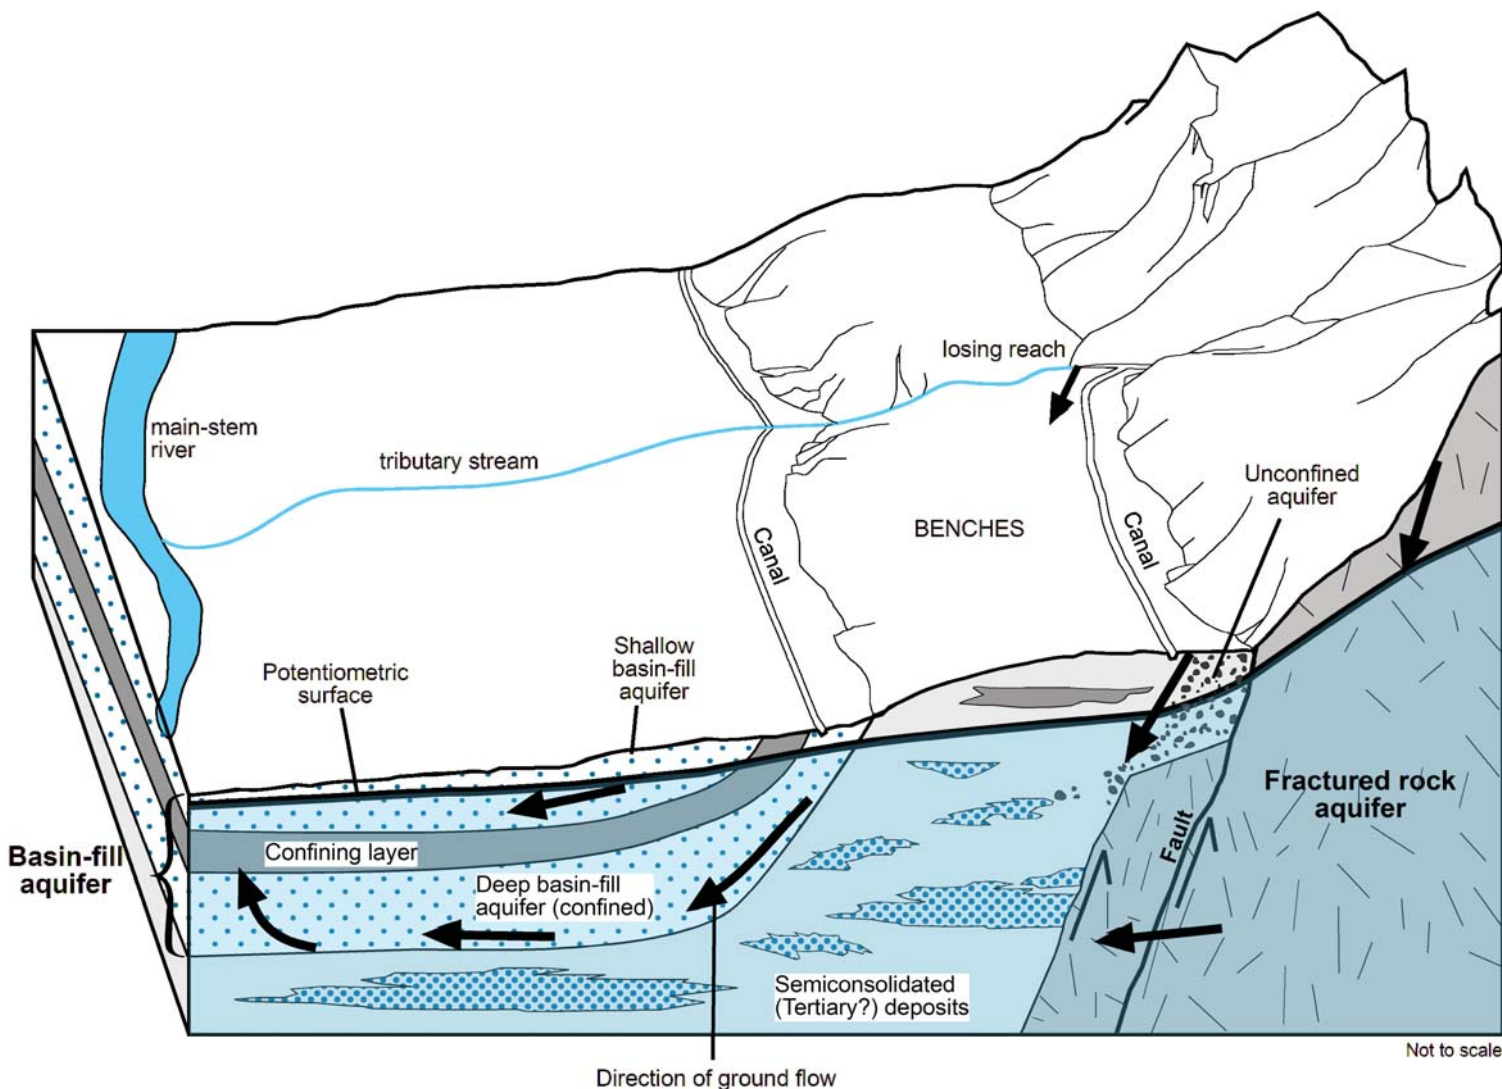 losing reach
main-stem
river
tributary stream
Unconfined
aquifer
BENCHES
Canal
Canal
Shallow
basin-fill
aquifer
Potentiometric
surface
Fractured rock
aquifer
Fault
Basin-fill
aquifer
Confining layer
Deep basin-fill
aquifer (confined)
Semiconsolidated
(Tertiary?) deposits
Not to scale
Direction of ground flow